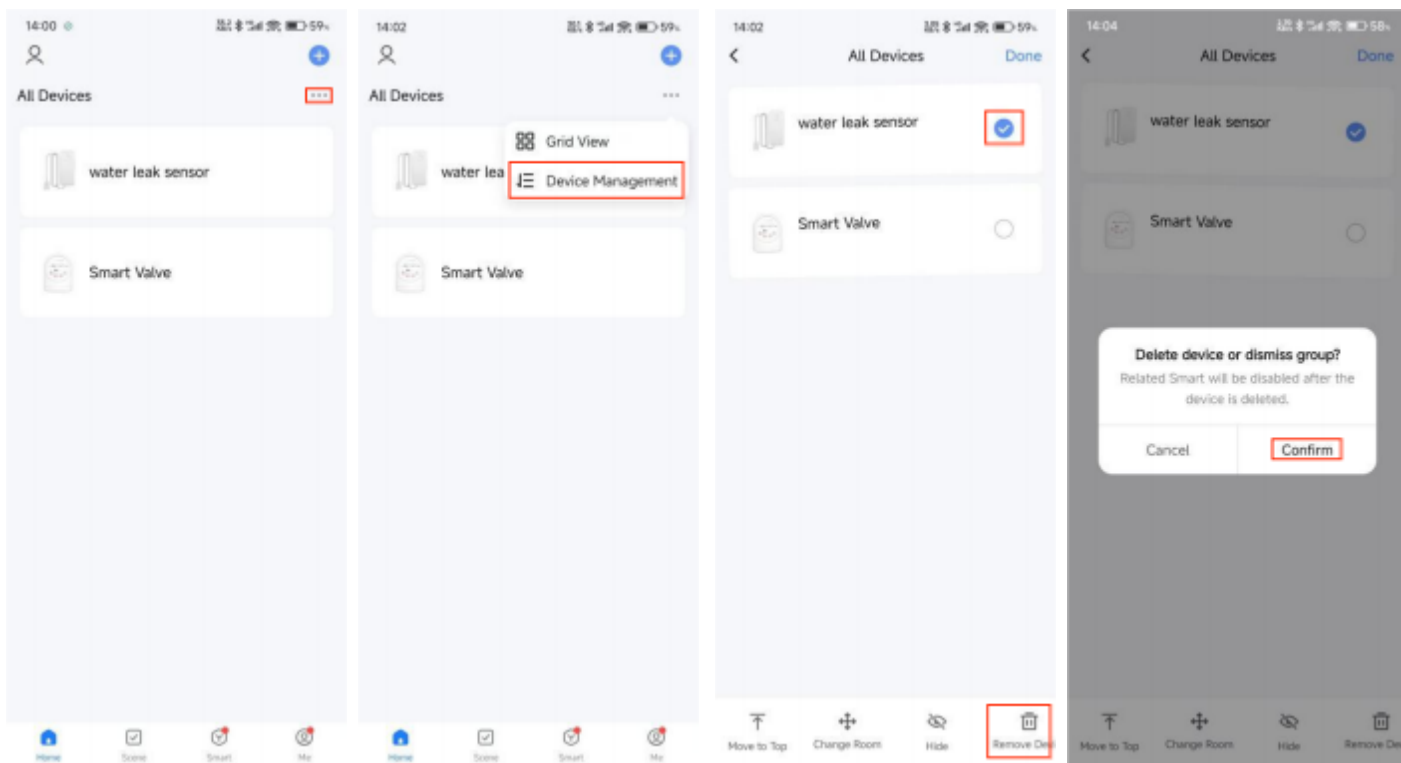 14:00
59
All Devices
water leak sensor
Smart Valve
Home
Scene
Smart
Me
14:02
59
All Devices
Grid View
water lea
Device Management
Smart Valve
Home
Scene
Smart
Me
14:02
59
All Devices
Done
water leak sensor
Smart Valve
Move to Top
Change Room
Hide
Remove Devi
14:04
58
All Devices
Done
water leak sensor
Smart Valve
Delete device or dismiss group?
Related Smart will be disabled after the
device is deleted.
Cancel
Confirm
Move to Top
Change Room
Hide
Remove De